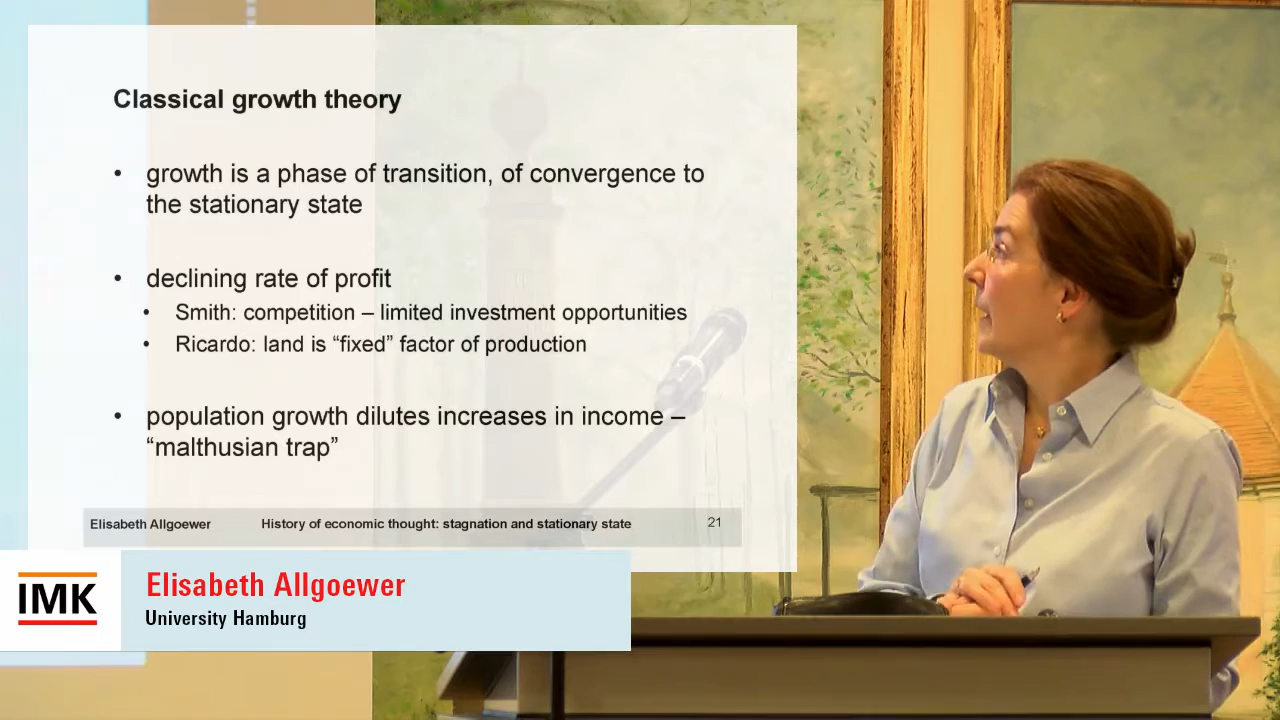 Classical growth theory
• growth is a phase of transition, of convergence to
the stationary state
• declining rate of profit
• Smith: competition – limited investment opportunities
• Ricardo: land is “fixed” factor of production
• population growth dilutes increases in income –
“malthusian trap”
Elisabeth Allgoewer History of economic thought: stagnation and stationary state 21
IMK
Elisabeth Allgoewer
University Hamburg